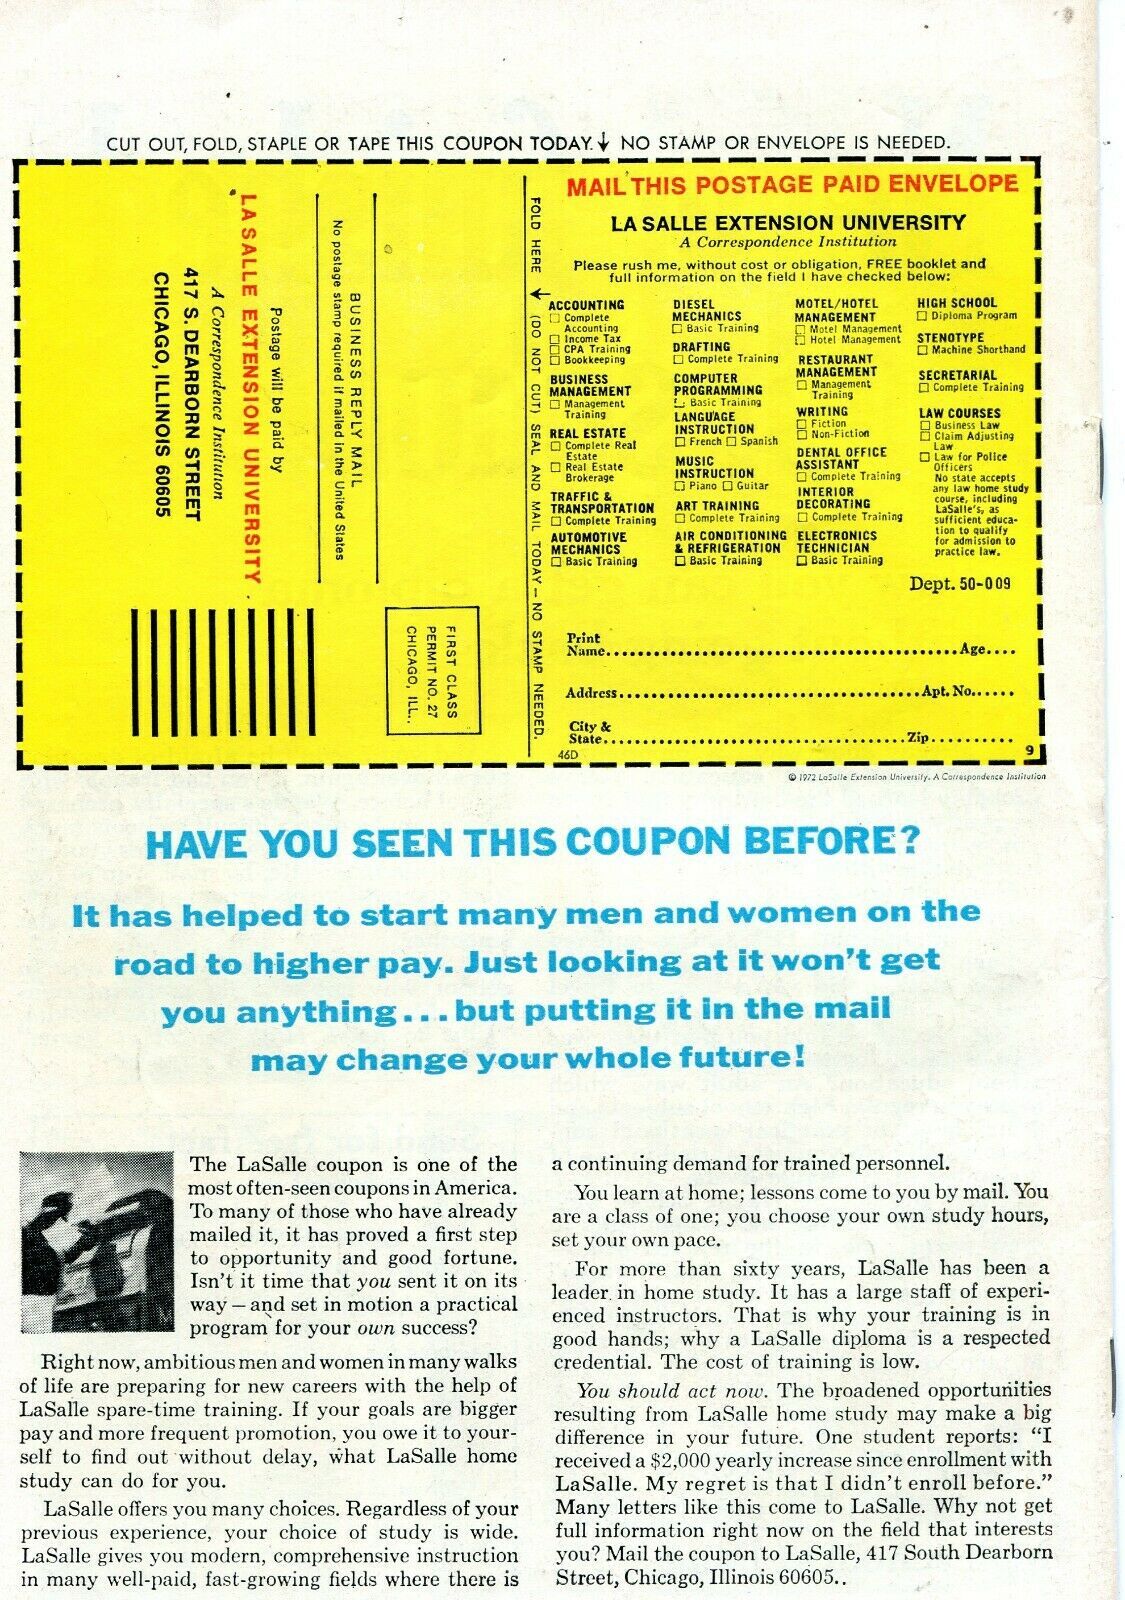 CUT OUT, FOLD, STAPLE OR TAPE THIS COUPON TODAY. ↓ NO STAMP OR ENVELOPE IS NEEDED.
No postage stamp required if mailed in the United States
BUSINESS REPLY MAIL
Postage will be paid by
LA SALLE EXTENSION UNIVERSITY
A Correspondence Institution
417 S. DEARBORN STREET
CHICAGO, ILLINOIS 60605
FIRST CLASS
PERMIT NO. 27
CHICAGO, ILL..
FOLD HERE ← (DO NOT CUT) SEAL AND MAIL TODAY — NO STAMP NEEDED.
MAIL THIS POSTAGE PAID ENVELOPE
LA SALLE EXTENSION UNIVERSITY
A Correspondence Institution
Please rush me, without cost or obligation, FREE booklet and
full information on the field I have checked below:
ACCOUNTING
☐ Complete
Accounting
☐ Income Tax
☐ CPA Training
☐ Bookkeeping
BUSINESS
MANAGEMENT
☐ Management
Training
REAL ESTATE
☐ Complete Real
Estate
☐ Real Estate
Brokerage
TRAFFIC &
TRANSPORTATION
☐ Complete Training
AUTOMOTIVE
MECHANICS
☐ Basic Training
DIESEL
MECHANICS
☐ Basic Training
DRAFTING
☐ Complete Training
COMPUTER
PROGRAMMING
☐ Basic Training
LANGUAGE
INSTRUCTION
☐ French ☐ Spanish
MUSIC
INSTRUCTION
☐ Piano ☐ Guitar
ART TRAINING
☐ Complete Training
AIR CONDITIONING
& REFRIGERATION
☐ Basic Training
MOTEL/HOTEL
MANAGEMENT
☐ Motel Management
☐ Hotel Management
RESTAURANT
MANAGEMENT
☐ Management
Training
WRITING
☐ Fiction
☐ Non-Fiction
DENTAL OFFICE
ASSISTANT
☐ Complete Training
INTERIOR
DECORATING
☐ Complete Training
ELECTRONICS
TECHNICIAN
☐ Basic Training
HIGH SCHOOL
☐ Diploma Program
STENOTYPE
☐ Machine Shorthand
SECRETARIAL
☐ Complete Training
LAW COURSES
☐ Business Law
☐ Claim Adjusting
Law
☐ Law for Police
Officers
No state accepts
any law home study
course, including
LaSalle's, as
sufficient educa-
tion to qualify
for admission to
practice law.
Dept. 50-009
Print
Name.....Age....
Address.....Apt. No......
City &
State.....Zip..........
46D
9
© 1972 LaSalle Extension University. A Correspondence Institution
HAVE YOU SEEN THIS COUPON BEFORE?
It has helped to start many men and women on the
road to higher pay. Just looking at it won't get
you anything...but putting it in the mail
may change your whole future!
The LaSalle coupon is one of the
most often-seen coupons in America.
To many of those who have already
mailed it, it has proved a first step
to opportunity and good fortune.
Isn't it time that you sent it on its
way — and set in motion a practical
program for your own success?
Right now, ambitious men and women in many walks
of life are preparing for new careers with the help of
LaSalle spare-time training. If your goals are bigger
pay and more frequent promotion, you owe it to your-
self to find out without delay, what LaSalle home
study can do for you.
LaSalle offers you many choices. Regardless of your
previous experience, your choice of study is wide.
LaSalle gives you modern, comprehensive instruction
in many well-paid, fast-growing fields where there is
a continuing demand for trained personnel.
You learn at home; lessons come to you by mail. You
are a class of one; you choose your own study hours,
set your own pace.
For more than sixty years, LaSalle has been a
leader in home study. It has a large staff of experi-
enced instructors. That is why your training is in
good hands; why a LaSalle diploma is a respected
credential. The cost of training is low.
You should act now. The broadened opportunities
resulting from LaSalle home study may make a big
difference in your future. One student reports: "I
received a $2,000 yearly increase since enrollment with
LaSalle. My regret is that I didn't enroll before."
Many letters like this come to LaSalle. Why not get
full information right now on the field that interests
you? Mail the coupon to LaSalle, 417 South Dearborn
Street, Chicago, Illinois 60605..